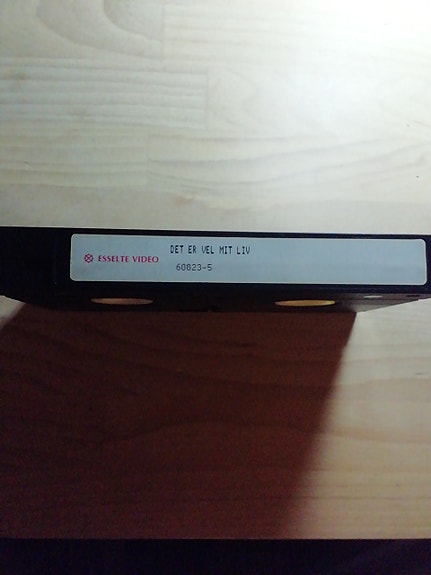 DET ER VEL MIT LIV
ESSELTE VIDEO
60823-5